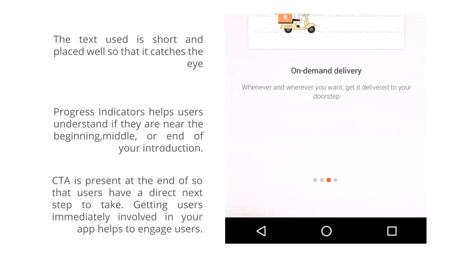 The text used is short and
placed well so that it catches the
eye
Progress Indicators helps users
understand if they are near the
beginning,middle, or end of
your introduction.
CTA is present at the end of so
that users have a direct next
step to take. Getting users
immediately involved in your
app helps to engage users.
On-demand delivery
Whenever and wherever you want, get it delivered to your
doorstep